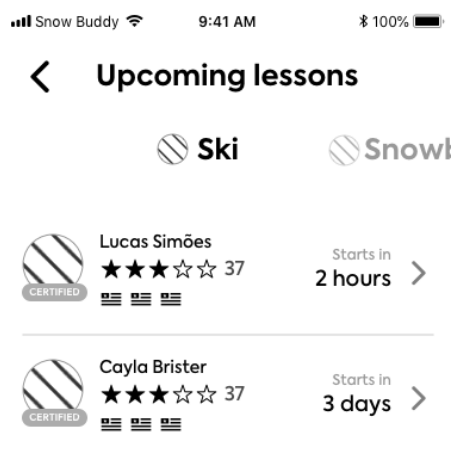 Snow Buddy 9:41 AM 100%
Upcoming lessons
Ski Snowb
Lucas Simões
37
CERTIFIED
Starts in
2 hours
Cayla Brister
37
CERTIFIED
Starts in
3 days